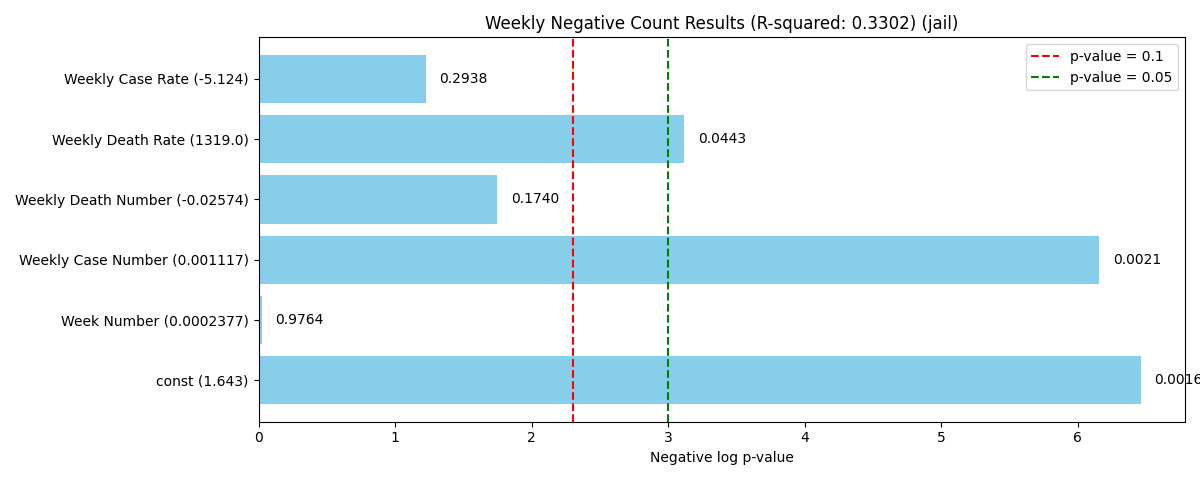 Weekly Negative Count Results (R-squared: 0.3302) (jail)
p-value = 0.1
p-value = 0.05
Weekly Case Rate (-5.124)
0.2938
Weekly Death Rate (1319.0)
0.0443
Weekly Death Number (-0.02574)
0.1740
Weekly Case Number (0.001117)
0.0021
Week Number (0.0002377)
0.9764
const (1.643)
0.0016
0 1 2 3 4 5 6
Negative log p-value